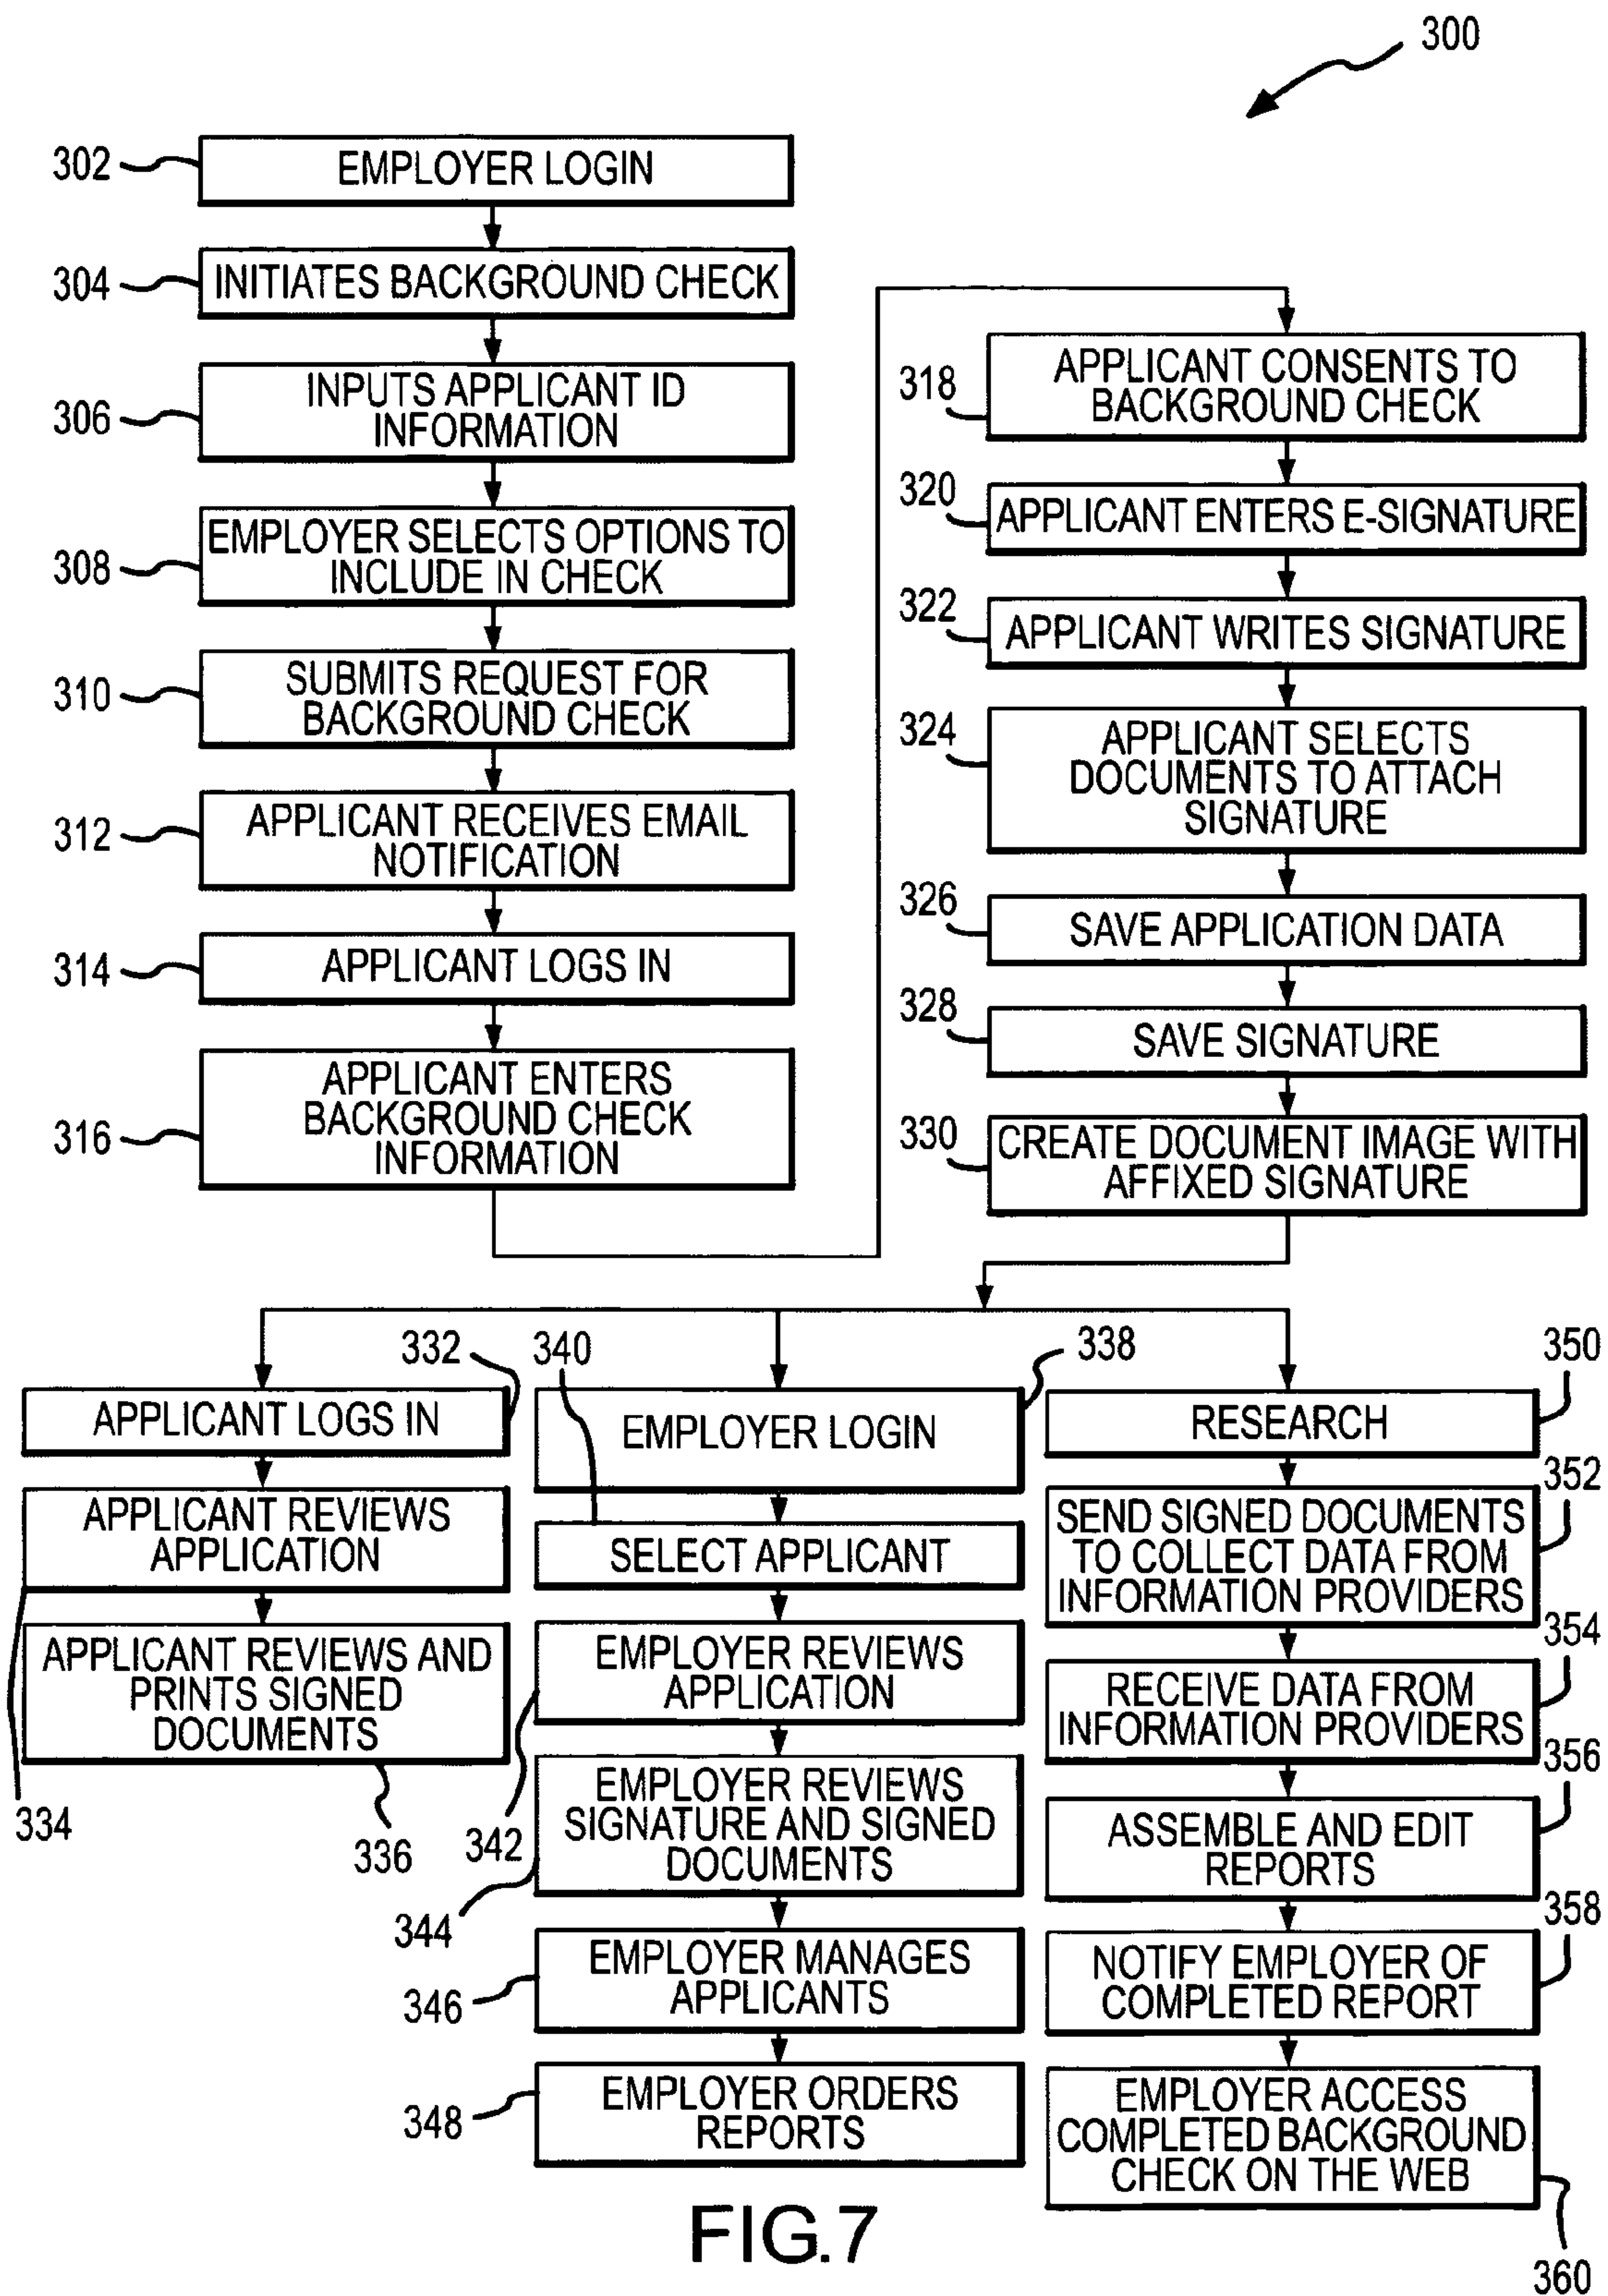 300
302
EMPLOYER LOGIN
304
INITIATES BACKGROUND CHECK
306
INPUTS APPLICANT ID
INFORMATION
308
EMPLOYER SELECTS OPTIONS TO
INCLUDE IN CHECK
310
SUBMITS REQUEST FOR
BACKGROUND CHECK
312
APPLICANT RECEIVES EMAIL
NOTIFICATION
314
APPLICANT LOGS IN
316
APPLICANT ENTERS
BACKGROUND CHECK
INFORMATION
318
APPLICANT CONSENTS TO
BACKGROUND CHECK
320
APPLICANT ENTERS E-SIGNATURE
322
APPLICANT WRITES SIGNATURE
324
APPLICANT SELECTS
DOCUMENTS TO ATTACH
SIGNATURE
326
SAVE APPLICATION DATA
328
SAVE SIGNATURE
330
CREATE DOCUMENT IMAGE WITH
AFFIXED SIGNATURE
332
APPLICANT LOGS IN
APPLICANT REVIEWS
APPLICATION
334
APPLICANT REVIEWS AND
PRINTS SIGNED
DOCUMENTS
336
338
EMPLOYER LOGIN
340
SELECT APPLICANT
EMPLOYER REVIEWS
APPLICATION
342
EMPLOYER REVIEWS
SIGNATURE AND SIGNED
DOCUMENTS
344
EMPLOYER MANAGES
APPLICANTS
346
EMPLOYER ORDERS
REPORTS
348
350
RESEARCH
352
SEND SIGNED DOCUMENTS
TO COLLECT DATA FROM
INFORMATION PROVIDERS
354
RECEIVE DATA FROM
INFORMATION PROVIDERS
356
ASSEMBLE AND EDIT
REPORTS
358
NOTIFY EMPLOYER OF
COMPLETED REPORT
EMPLOYER ACCESS
COMPLETED BACKGROUND
CHECK ON THE WEB
360
FIG.7